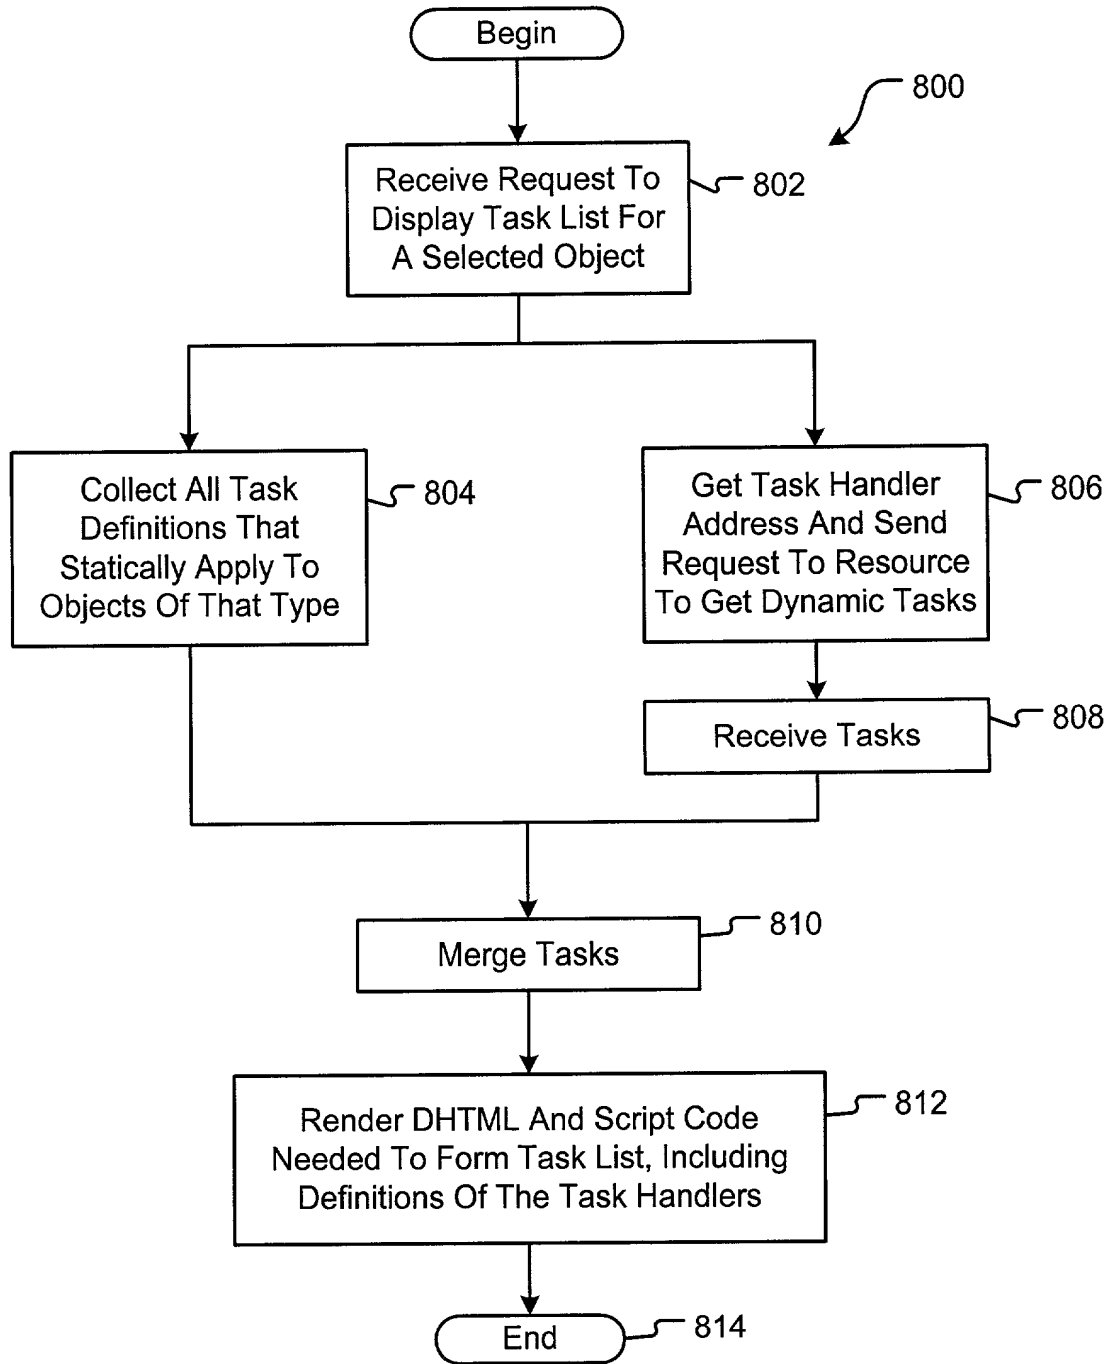 Begin
800
Receive Request To
Display Task List For
A Selected Object
802
Collect All Task
Definitions That
Statically Apply To
Objects Of That Type
804
Get Task Handler
Address And Send
Request To Resource
To Get Dynamic Tasks
806
Receive Tasks
808
Merge Tasks
810
Render DHTML And Script Code
Needed To Form Task List, Including
Definitions Of The Task Handlers
812
End
814